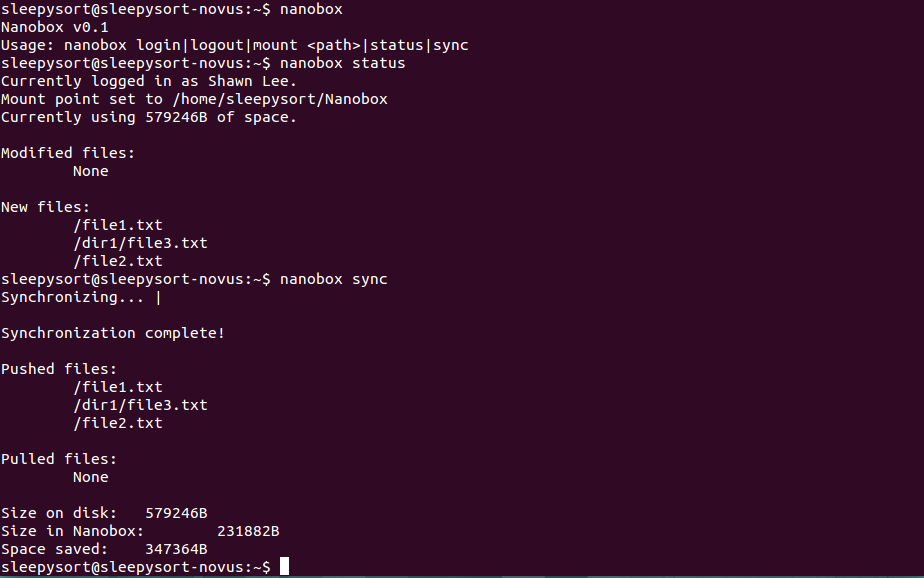 sleepysort@sleepysort-novus:~$ nanobox
Nanobox v0.1
Usage: nanobox login|logout|mount <path>|status|sync
sleepysort@sleepysort-novus:~$ nanobox status
Currently logged in as Shawn Lee.
Mount point set to /home/sleepysort/Nanobox
Currently using 579246B of space.
Modified files:
None
New files:
/file1.txt
/dir1/file3.txt
/file2.txt
sleepysort@sleepysort-novus:~$ nanobox sync
Synchronizing... |
Synchronization complete!
Pushed files:
/file1.txt
/dir1/file3.txt
/file2.txt
Pulled files:
None
Size on disk: 579246B
Size in Nanobox: 231882B
Space saved: 347364B
sleepysort@sleepysort-novus:~$